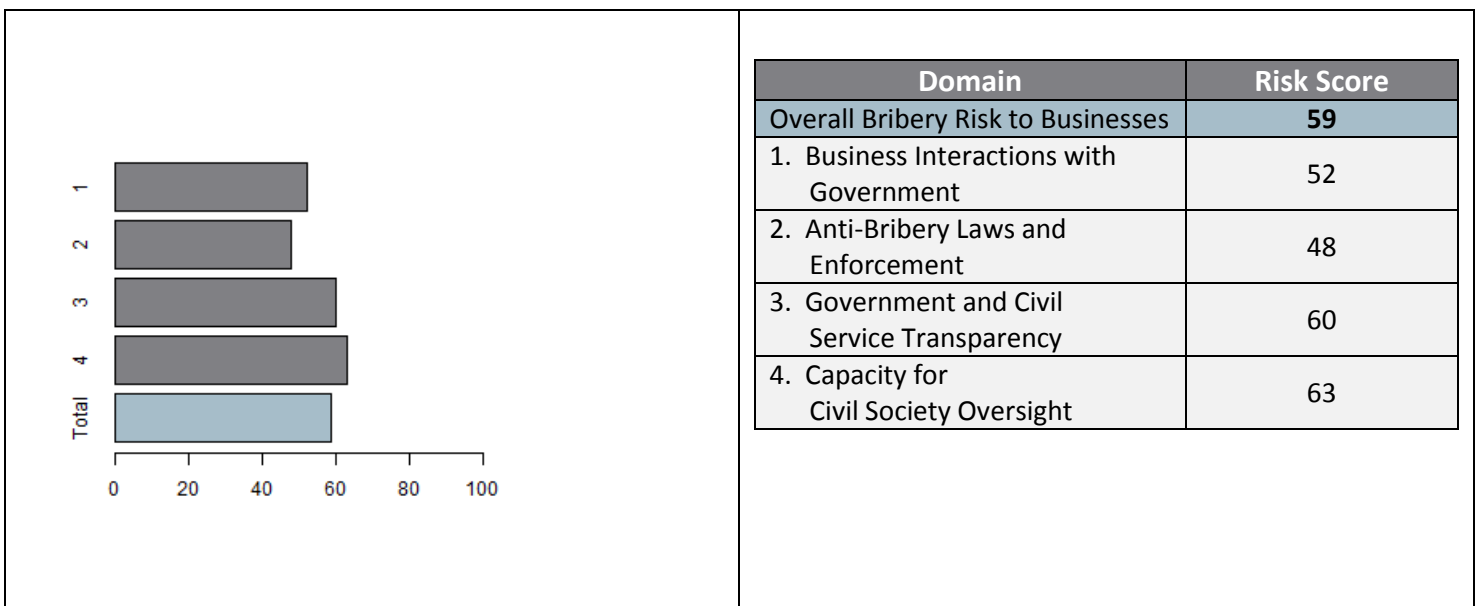 1
2
3
4
Total
0 20 40 60 80 100
Domain Risk Score
Overall Bribery Risk to Businesses 59
1. Business Interactions with
Government
52
2. Anti-Bribery Laws and
Enforcement
48
3. Government and Civil
Service Transparency
60
4. Capacity for
Civil Society Oversight
63